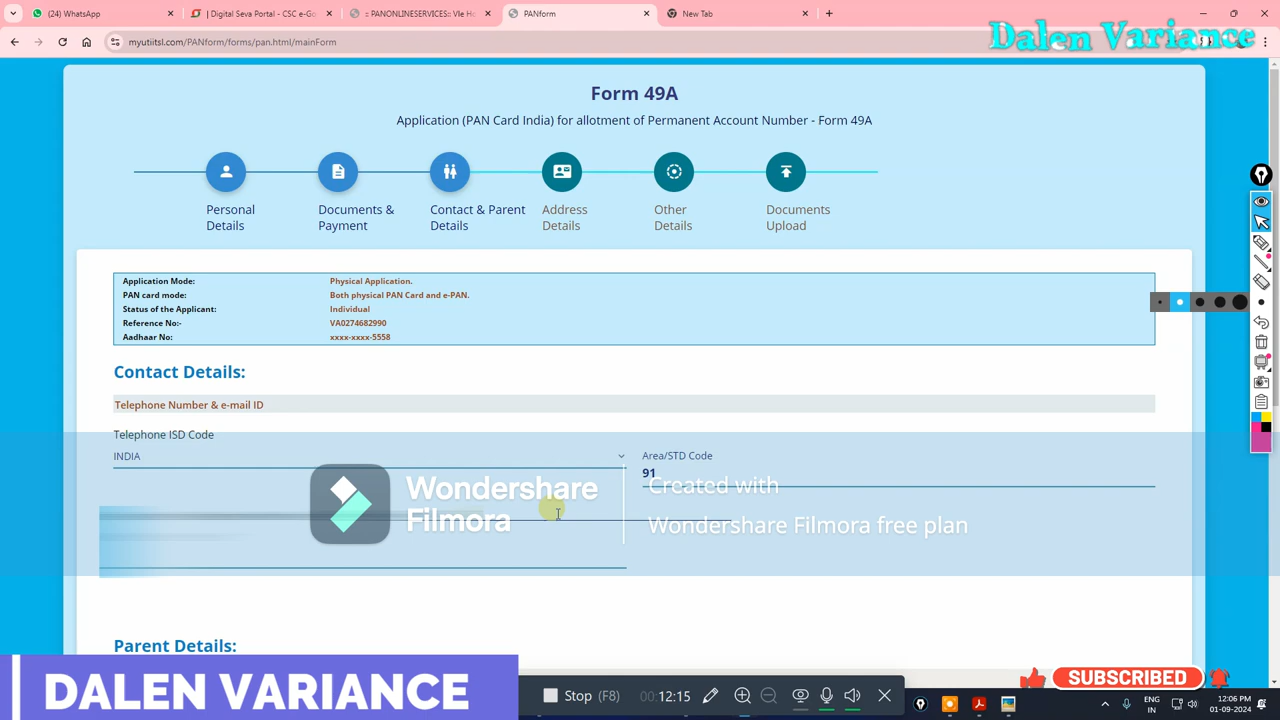 (24) WhatsApp
Digital Seva Portal - CSC e-Go
:: PANONLINESERVICES:: Vle Ho
PANform
New Tab
myutiitsl.com/PANform/forms/pan.html/mainForm
Dalen Variance
Form 49A
Application (PAN Card India) for allotment of Permanent Account Number - Form 49A
Personal Details
Documents & Payment
Contact & Parent Details
Address Details
Other Details
Documents Upload
Application Mode: Physical Application.
PAN card mode: Both physical PAN Card and e-PAN.
Status of the Applicant: Individual
Reference No:- VA0274682990
Aadhaar No: xxxx-xxxx-5558
Contact Details:
Telephone Number & e-mail ID
Telephone ISD Code
INDIA
Area/STD Code
91
Wondershare
Filmora
Created with
Wondershare Filmora free plan
Parent Details:
DALEN VARIANCE
Stop (F8)
00:12:15
SUBSCRIBED
ENG
IN
12:06 PM
01-09-2024